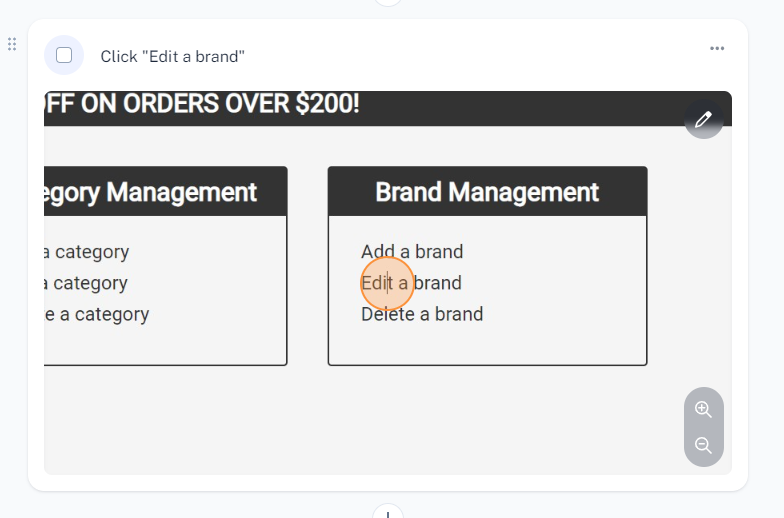 Click "Edit a brand"
OFF ON ORDERS OVER $200!
egory Management
a category
a category
e a category
Brand Management
Add a brand
Edit a brand
Delete a brand